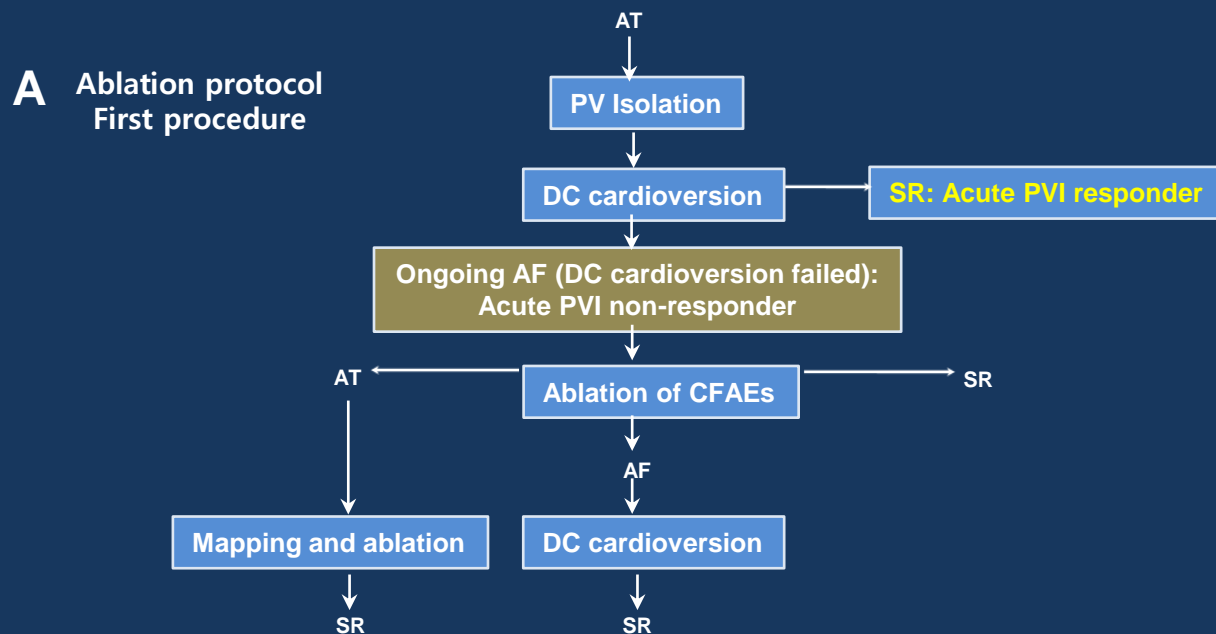 AT
A Ablation protocol
First procedure
PV Isolation
DC cardioversion
SR: Acute PVI responder
Ongoing AF (DC cardioversion failed):
Acute PVI non-responder
AT
Ablation of CFAEs
SR
AF
Mapping and ablation
DC cardioversion
SR
SR